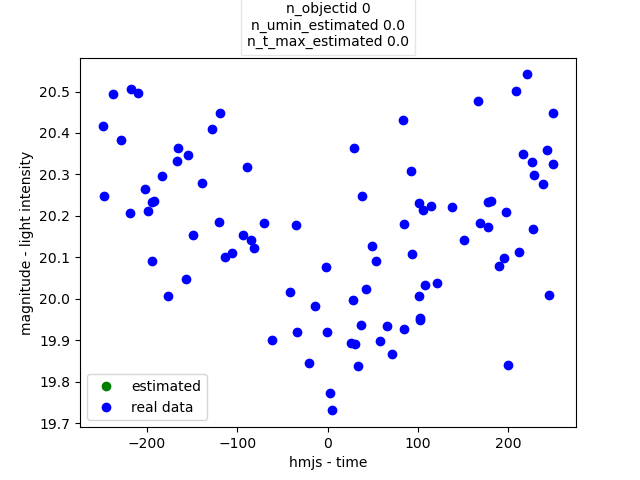 n_objectid 0
n_umin_estimated 0.0
n_t_max_estimated 0.0
magnitude - light intensity
20.5
20.4
20.3
20.2
20.1
20.0
19.9
19.8
19.7
estimated
real data
−200
−100
0
100
200
hmjs - time